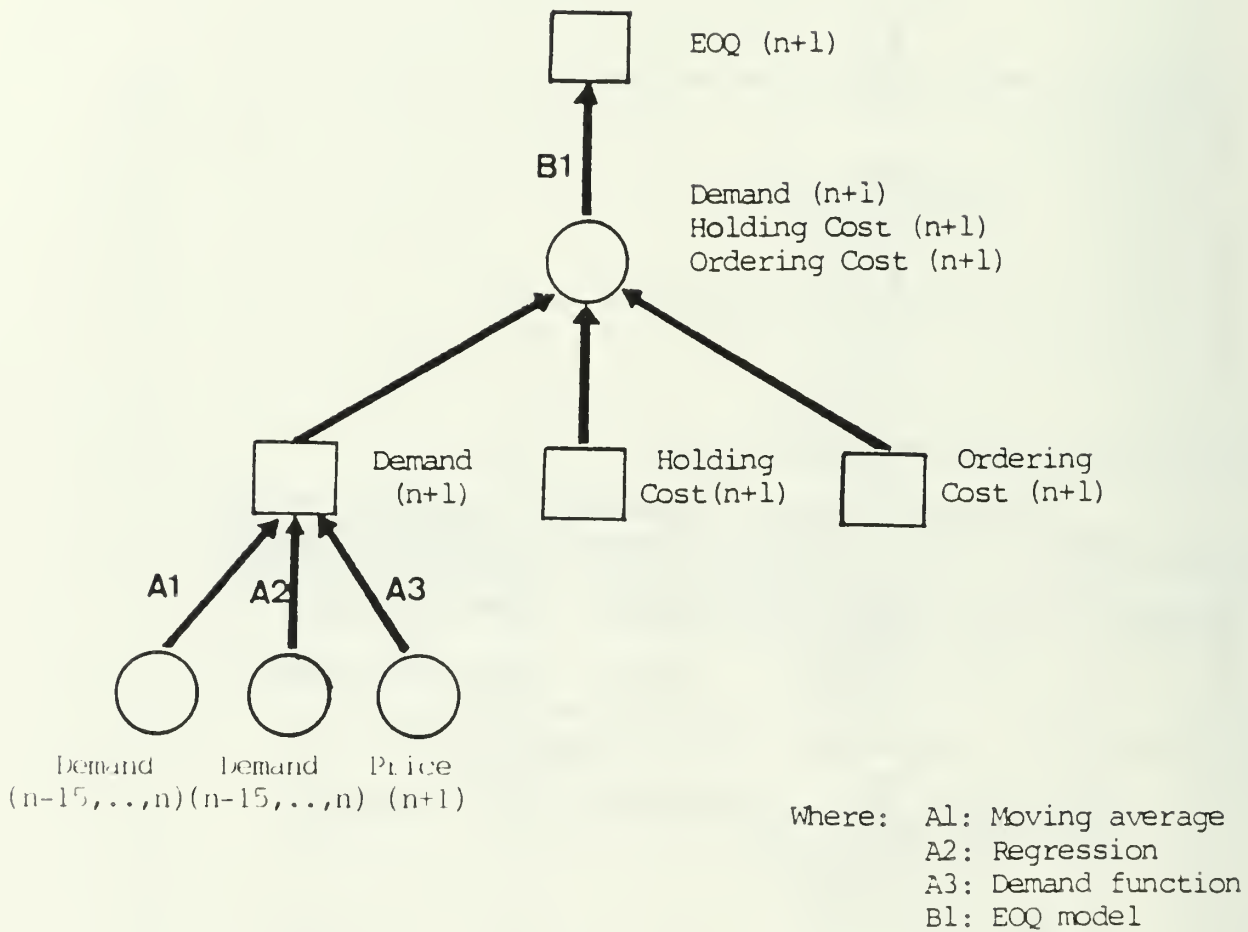 EOQ (n+1)
B1
Demand (n+1)
Holding Cost (n+1)
Ordering Cost (n+1)
Demand
(n+1)
Holding
Cost(n+1)
Ordering
Cost (n+1)
A1
A2
A3
Demand Demand Price
(n-15,..,n)(n-15,..,n) (n+1)
Where: A1: Moving average
A2: Regression
A3: Demand function
B1: EOQ model